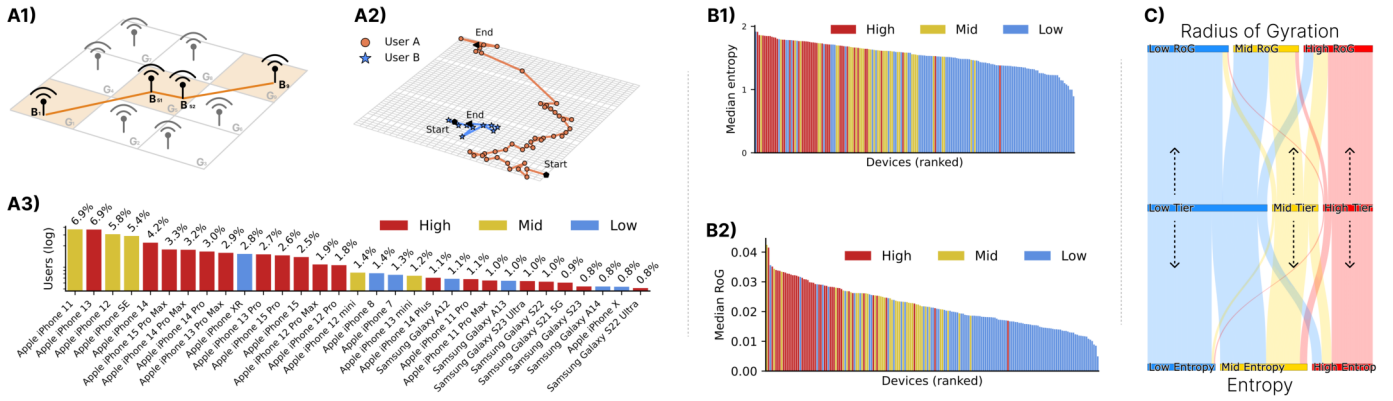 A1)
B₁
B₅₁
B₅₂
B₉
G₁
G₂
G₃
G₄
G₅
G₆
G₈
G₉
A2)
User A
User B
End
End
Start
Start
A3)
Users (log)
High
Mid
Low
6.9%
6.9%
5.8%
5.4%
4.2%
3.3%
3.2%
3.0%
2.9%
2.8%
2.7%
2.6%
2.5%
1.9%
1.8%
1.4%
1.4%
1.3%
1.2%
1.1%
1.1%
1.1%
1.0%
1.0%
1.0%
0.9%
0.8%
0.8%
0.8%
0.8%
Apple iPhone 11
Apple iPhone 13
Apple iPhone 12
Apple iPhone SE
Apple iPhone 14
Apple iPhone 15 Pro Max
Apple iPhone 14 Pro Max
Apple iPhone 14 Pro
Apple iPhone 13 Pro Max
Apple iPhone XR
Apple iPhone 13 Pro
Apple iPhone 15 Pro
Apple iPhone 15
Apple iPhone 12 Pro Max
Apple iPhone 12 Pro
Apple iPhone 12 mini
Apple iPhone 8
Apple iPhone 7
Apple iPhone 13 mini
Apple iPhone 14 Plus
Samsung Galaxy A12
Apple iPhone 11 Pro
Apple iPhone 11 Pro Max
Samsung Galaxy A13
Samsung Galaxy S23 Ultra
Samsung Galaxy S22
Samsung Galaxy S21 5G
Samsung Galaxy S23
Samsung Galaxy A14
Apple iPhone X
Samsung Galaxy S22 Ultra
B1)
High
Mid
Low
Median entropy
2
1
2
Devices (ranked)
B2)
High
Mid
Low
Median RoG
0.04
0.03
0.02
0.01
0.00
Devices (ranked)
C)
Radius of Gyration
Low RoG
Mid RoG
High RoG
Low Tier
Mid Tier
High Tier
Low Entropy
Mid Entropy
High Entrop
Entropy